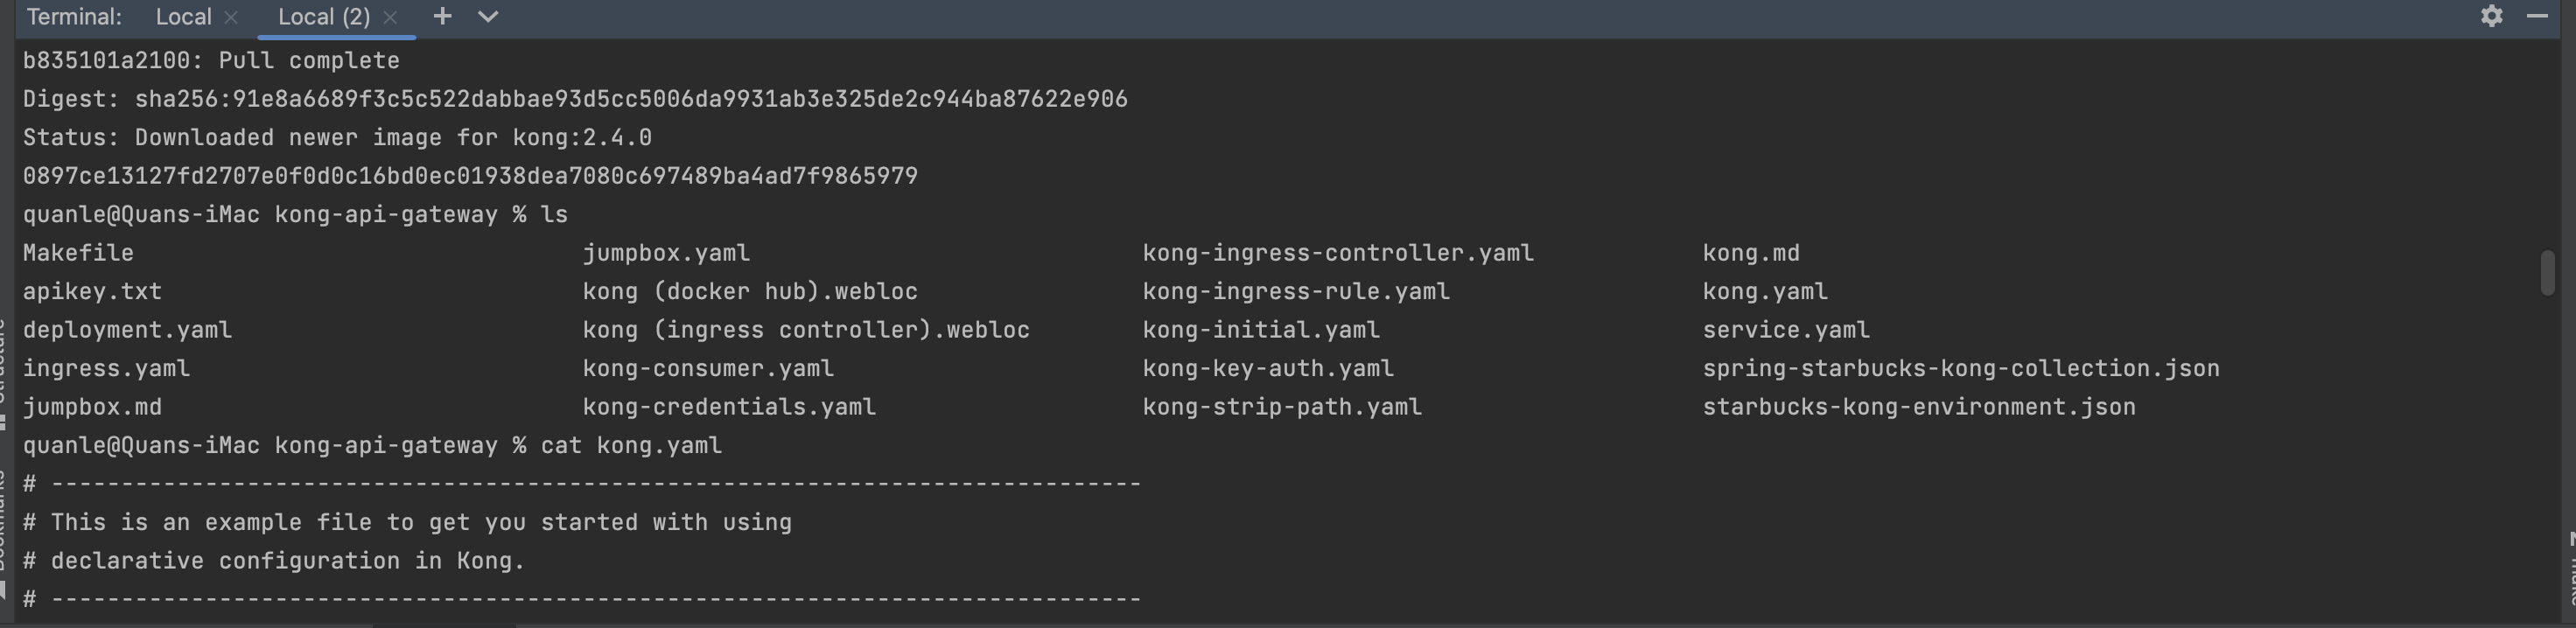 Terminal: Local Local (2)
b835101a2100: Pull complete
Digest: sha256:91e8a6689f3c5c522dabbae93d5cc5006da9931ab3e325de2c944ba87622e906
Status: Downloaded newer image for kong:2.4.0
0897ce13127fd2707e0f0d0c16bd0ec01938dea7080c697489ba4ad7f9865979
quanle@Quans-iMac kong-api-gateway % ls
Makefile jumpbox.yaml kong-ingress-controller.yaml kong.md
apikey.txt kong (docker hub).webloc kong-ingress-rule.yaml kong.yaml
deployment.yaml kong (ingress controller).webloc kong-initial.yaml service.yaml
ingress.yaml kong-consumer.yaml kong-key-auth.yaml spring-starbucks-kong-collection.json
jumpbox.md kong-credentials.yaml kong-strip-path.yaml starbucks-kong-environment.json
quanle@Quans-iMac kong-api-gateway % cat kong.yaml
# ------------------------------------------------------------------------------
# This is an example file to get you started with using
# declarative configuration in Kong.
# ------------------------------------------------------------------------------